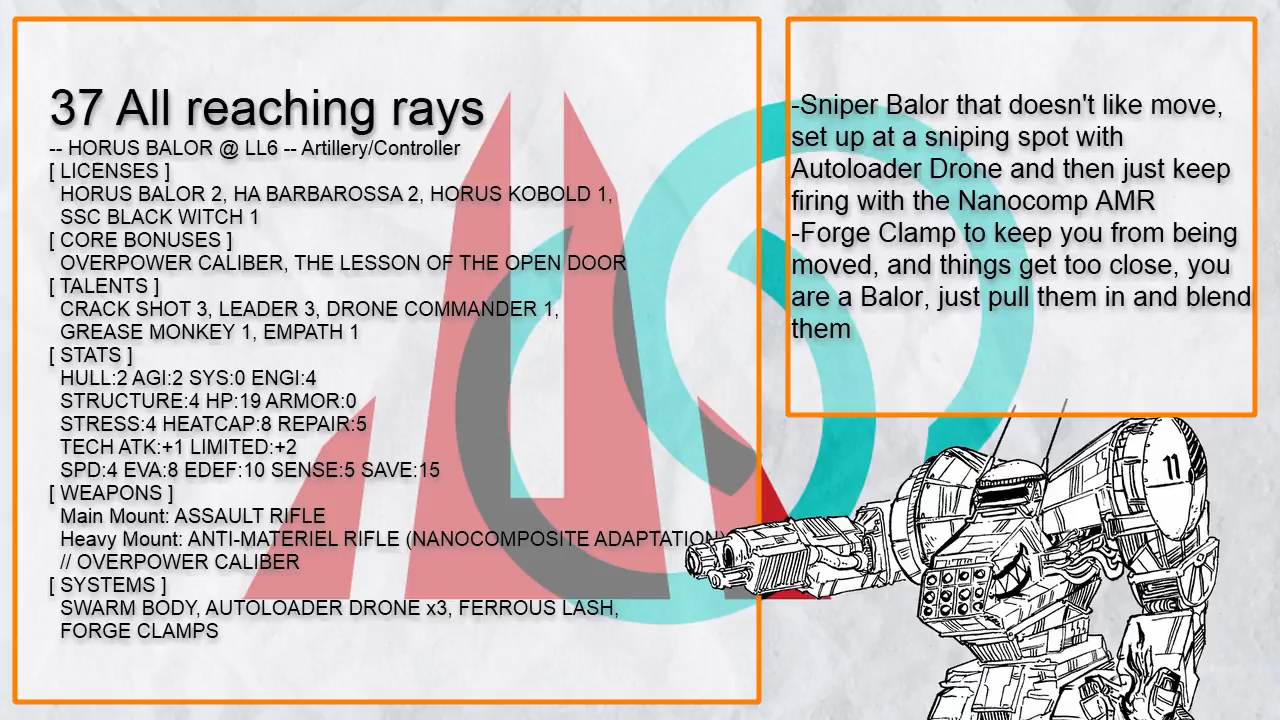 37 All reaching rays
-- HORUS BALOR @ LL6 -- Artillery/Controller
[ LICENSES ]
HORUS BALOR 2, HA BARBAROSSA 2, HORUS KOBOLD 1,
SSC BLACK WITCH 1
[ CORE BONUSES ]
OVERPOWER CALIBER, THE LESSON OF THE OPEN DOOR
[ TALENTS ]
CRACK SHOT 3, LEADER 3, DRONE COMMANDER 1,
GREASE MONKEY 1, EMPATH 1
[ STATS ]
HULL:2 AGI:2 SYS:0 ENGI:4
STRUCTURE:4 HP:19 ARMOR:0
STRESS:4 HEATCAP:8 REPAIR:5
TECH ATK:+1 LIMITED:+2
SPD:4 EVA:8 EDEF:10 SENSE:5 SAVE:15
[ WEAPONS ]
Main Mount: ASSAULT RIFLE
Heavy Mount: ANTI-MATERIEL RIFLE (NANOCOMPOSITE ADAPTATION)
// OVERPOWER CALIBER
[ SYSTEMS ]
SWARM BODY, AUTOLOADER DRONE x3, FERROUS LASH,
FORGE CLAMPS
-Sniper Balor that doesn't like move,
set up at a sniping spot with
Autoloader Drone and then just keep
firing with the Nanocomp AMR
-Forge Clamp to keep you from being
moved, and things get too close, you
are a Balor, just pull them in and blend
them
11